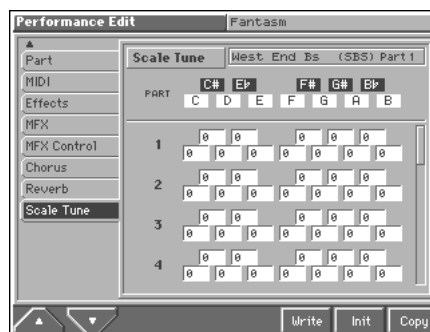 Performance Edit Fantasm
Part
MIDI
Effects
MFX
MFX Control
Chorus
Reverb
Scale Tune
Scale Tune West End Bs (SBS) Part 1
C# E♭ F# G# B♭
PART C D E F G A B
0 0 0 0 0
1 0 0 0 0 0 0 0
0 0 0 0 0
2 0 0 0 0 0 0 0
0 0 0 0 0
3 0 0 0 0 0 0 0
0 0 0 0 0
4 0 0 0 0 0 0 0
Write Init Copy